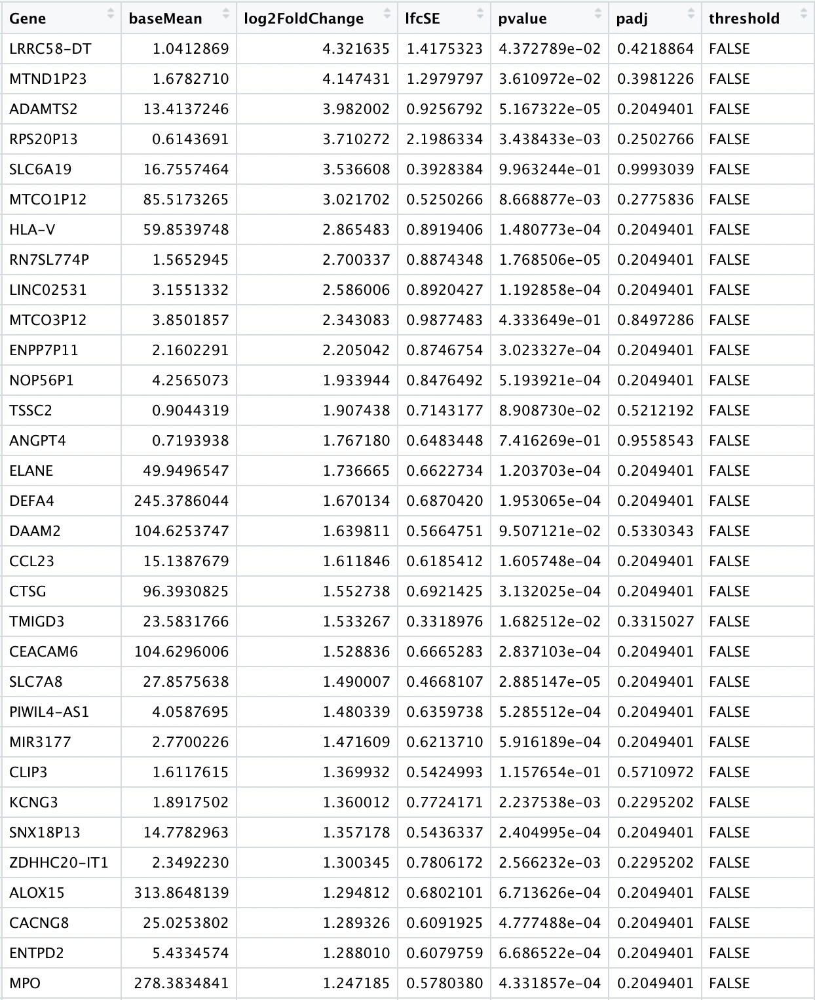 Gene baseMean log2FoldChange lfcSE pvalue padj threshold
LRRC58-DT 1.0412869 4.321635 1.4175323 4.372789e-02 0.4218864 FALSE
MTND1P23 1.6782710 4.147431 1.2979797 3.610972e-02 0.3981226 FALSE
ADAMTS2 13.4137246 3.982002 0.9256792 5.167322e-05 0.2049401 FALSE
RPS20P13 0.6143691 3.710272 2.1986334 3.438433e-03 0.2502766 FALSE
SLC6A19 16.7557464 3.536608 0.3928384 9.963244e-01 0.9993039 FALSE
MTCO1P12 85.5173265 3.021702 0.5250266 8.668877e-03 0.2775836 FALSE
HLA-V 59.8539748 2.865483 0.8919406 1.480773e-04 0.2049401 FALSE
RN7SL774P 1.5652945 2.700337 0.8874348 1.768506e-05 0.2049401 FALSE
LINC02531 3.1551332 2.586006 0.8920427 1.192858e-04 0.2049401 FALSE
MTCO3P12 3.8501857 2.343083 0.9877483 4.333649e-01 0.8497286 FALSE
ENPP7P11 2.1602291 2.205042 0.8746754 3.023327e-04 0.2049401 FALSE
NOP56P1 4.2565073 1.933944 0.8476492 5.193921e-04 0.2049401 FALSE
TSSC2 0.9044319 1.907438 0.7143177 8.908730e-02 0.5212192 FALSE
ANGPT4 0.7193938 1.767180 0.6483448 7.416269e-01 0.9558543 FALSE
ELANE 49.9496547 1.736665 0.6622734 1.203703e-04 0.2049401 FALSE
DEFA4 245.3786044 1.670134 0.6870420 1.953065e-04 0.2049401 FALSE
DAAM2 104.6253747 1.639811 0.5664751 9.507121e-02 0.5330343 FALSE
CCL23 15.1387679 1.611846 0.6185412 1.605748e-04 0.2049401 FALSE
CTSG 96.3930825 1.552738 0.6921425 3.132025e-04 0.2049401 FALSE
TMIGD3 23.5831766 1.533267 0.3318976 1.682512e-02 0.3315027 FALSE
CEACAM6 104.6296006 1.528836 0.6665283 2.837103e-04 0.2049401 FALSE
SLC7A8 27.8575638 1.490007 0.4668107 2.885147e-05 0.2049401 FALSE
PIWIL4-AS1 4.0587695 1.480339 0.6359738 5.285512e-04 0.2049401 FALSE
MIR3177 2.7700226 1.471609 0.6213710 5.916189e-04 0.2049401 FALSE
CLIP3 1.6117615 1.369932 0.5424993 1.157654e-01 0.5710972 FALSE
KCNG3 1.8917502 1.360012 0.7724171 2.237538e-03 0.2295202 FALSE
SNX18P13 14.7782963 1.357178 0.5436337 2.404995e-04 0.2049401 FALSE
ZDHHC20-IT1 2.3492230 1.300345 0.7806172 2.566232e-03 0.2295202 FALSE
ALOX15 313.8648139 1.294812 0.6802101 6.713626e-04 0.2049401 FALSE
CACNG8 25.0253802 1.289326 0.6091925 4.777488e-04 0.2049401 FALSE
ENTPD2 5.4334574 1.288010 0.6079759 6.686522e-04 0.2049401 FALSE
MPO 278.3834841 1.247185 0.5780380 4.331857e-04 0.2049401 FALSE